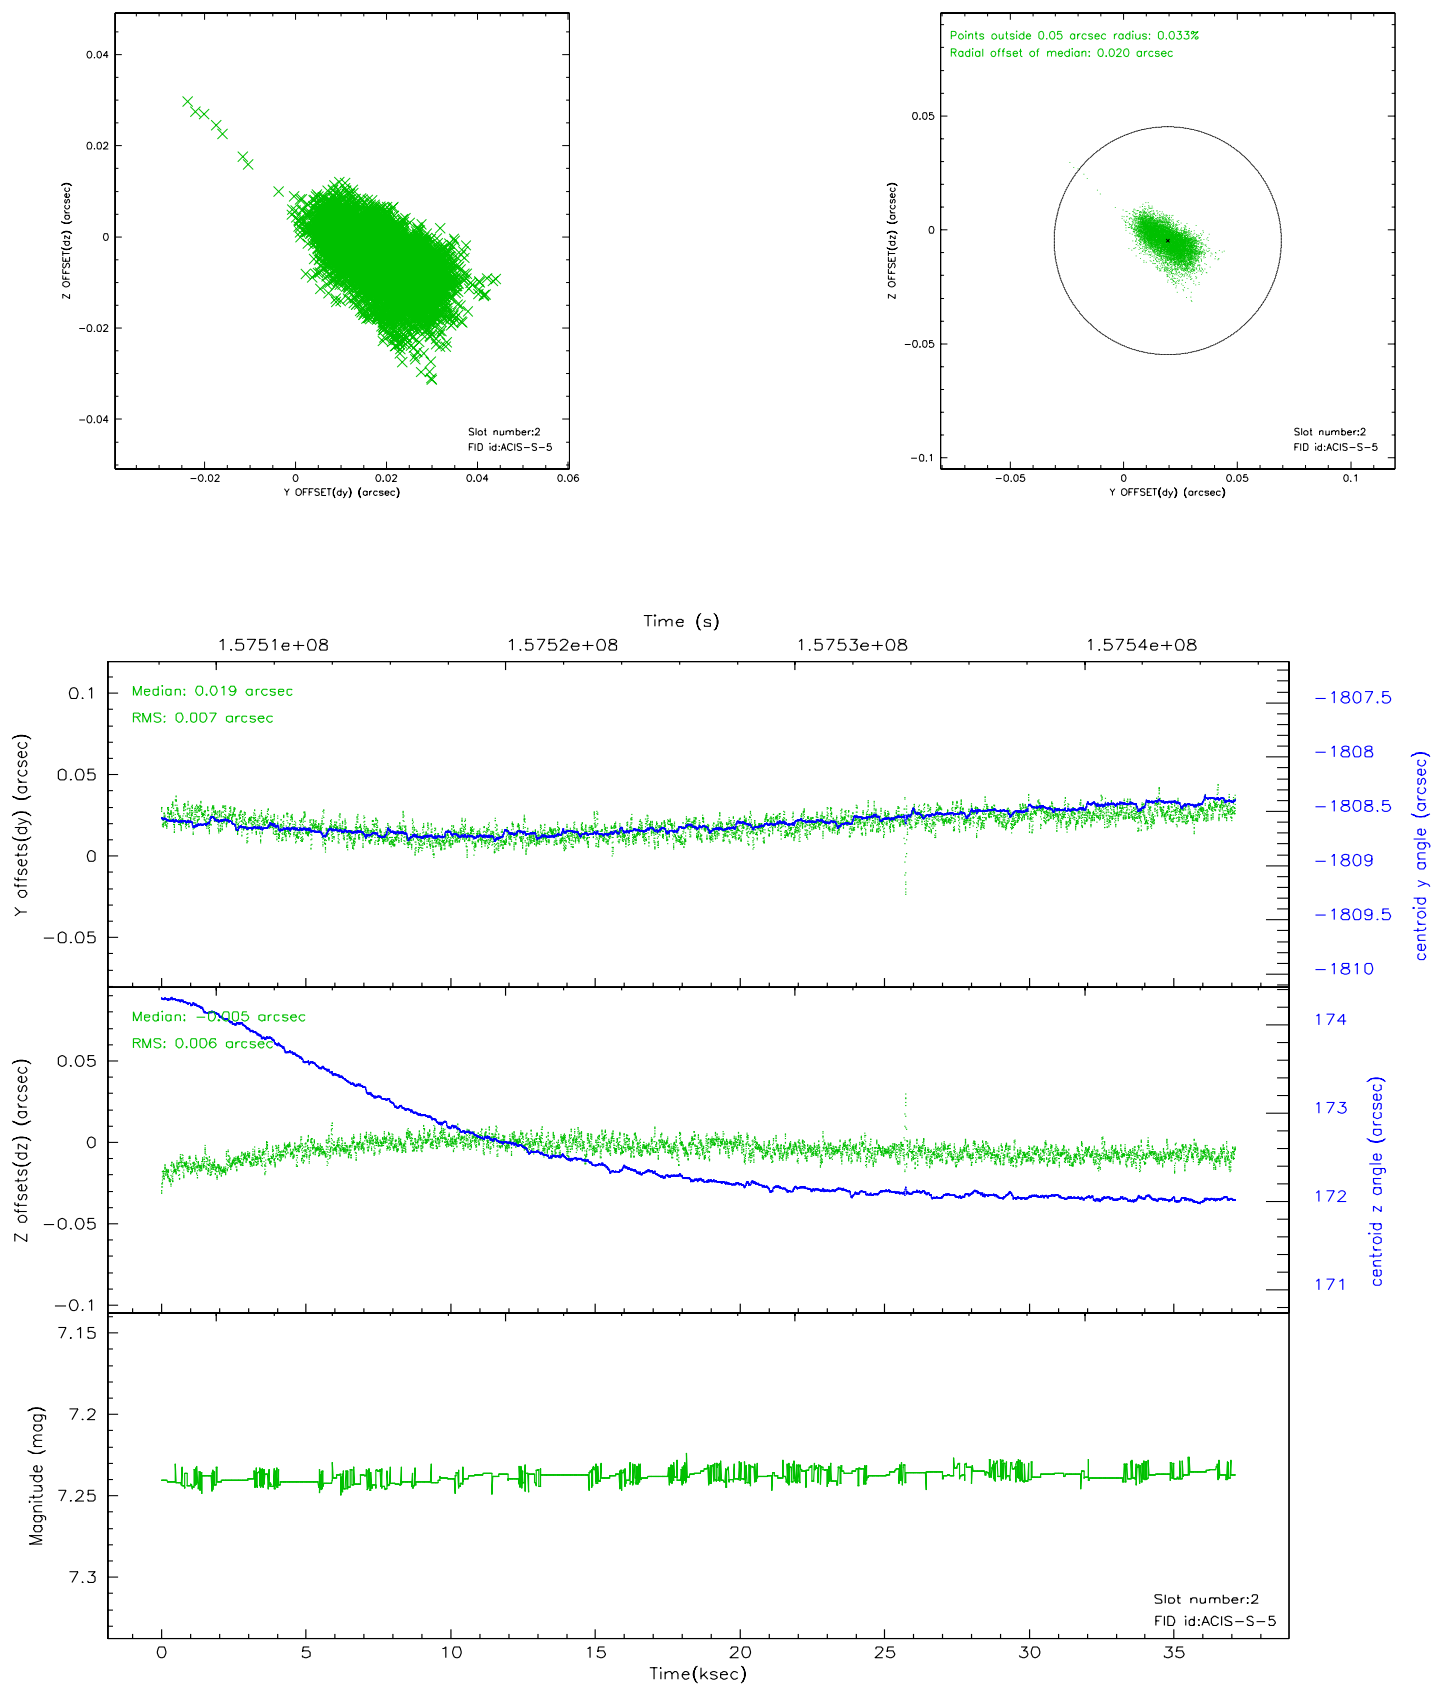 0.04
0.02
0
-0.02
-0.04
Z OFFSET(dz) (arcsec)
Slot number:2
FID id:ACIS-S-5
-0.02 0 0.02 0.04 0.06
Y OFFSET(dy) (arcsec)
Points outside 0.05 arcsec radius: 0.033%
Radial offset of median: 0.020 arcsec
0.05
0
-0.05
-0.1
Z OFFSET(dz) (arcsec)
Slot number:2
FID id:ACIS-S-5
-0.05 0 0.05 0.1
Y OFFSET(dy) (arcsec)
Time (s)
1.5751e+08 1.5752e+08 1.5753e+08 1.5754e+08
Median: 0.019 arcsec
RMS: 0.007 arcsec
0.1
0.05
0
-0.05
Y offsets(dy) (arcsec)
-1807.5
-1808
-1808.5
-1809
-1809.5
-1810
centroid y angle (arcsec)
Median: -0.005 arcsec
RMS: 0.006 arcsec
0.05
0
-0.05
-0.1
Z offsets(dz) (arcsec)
174
173
172
171
centroid z angle (arcsec)
7.15
7.2
7.25
7.3
Magnitude (mag)
Slot number:2
FID id:ACIS-S-5
0 5 10 15 20 25 30 35
Time(ksec)